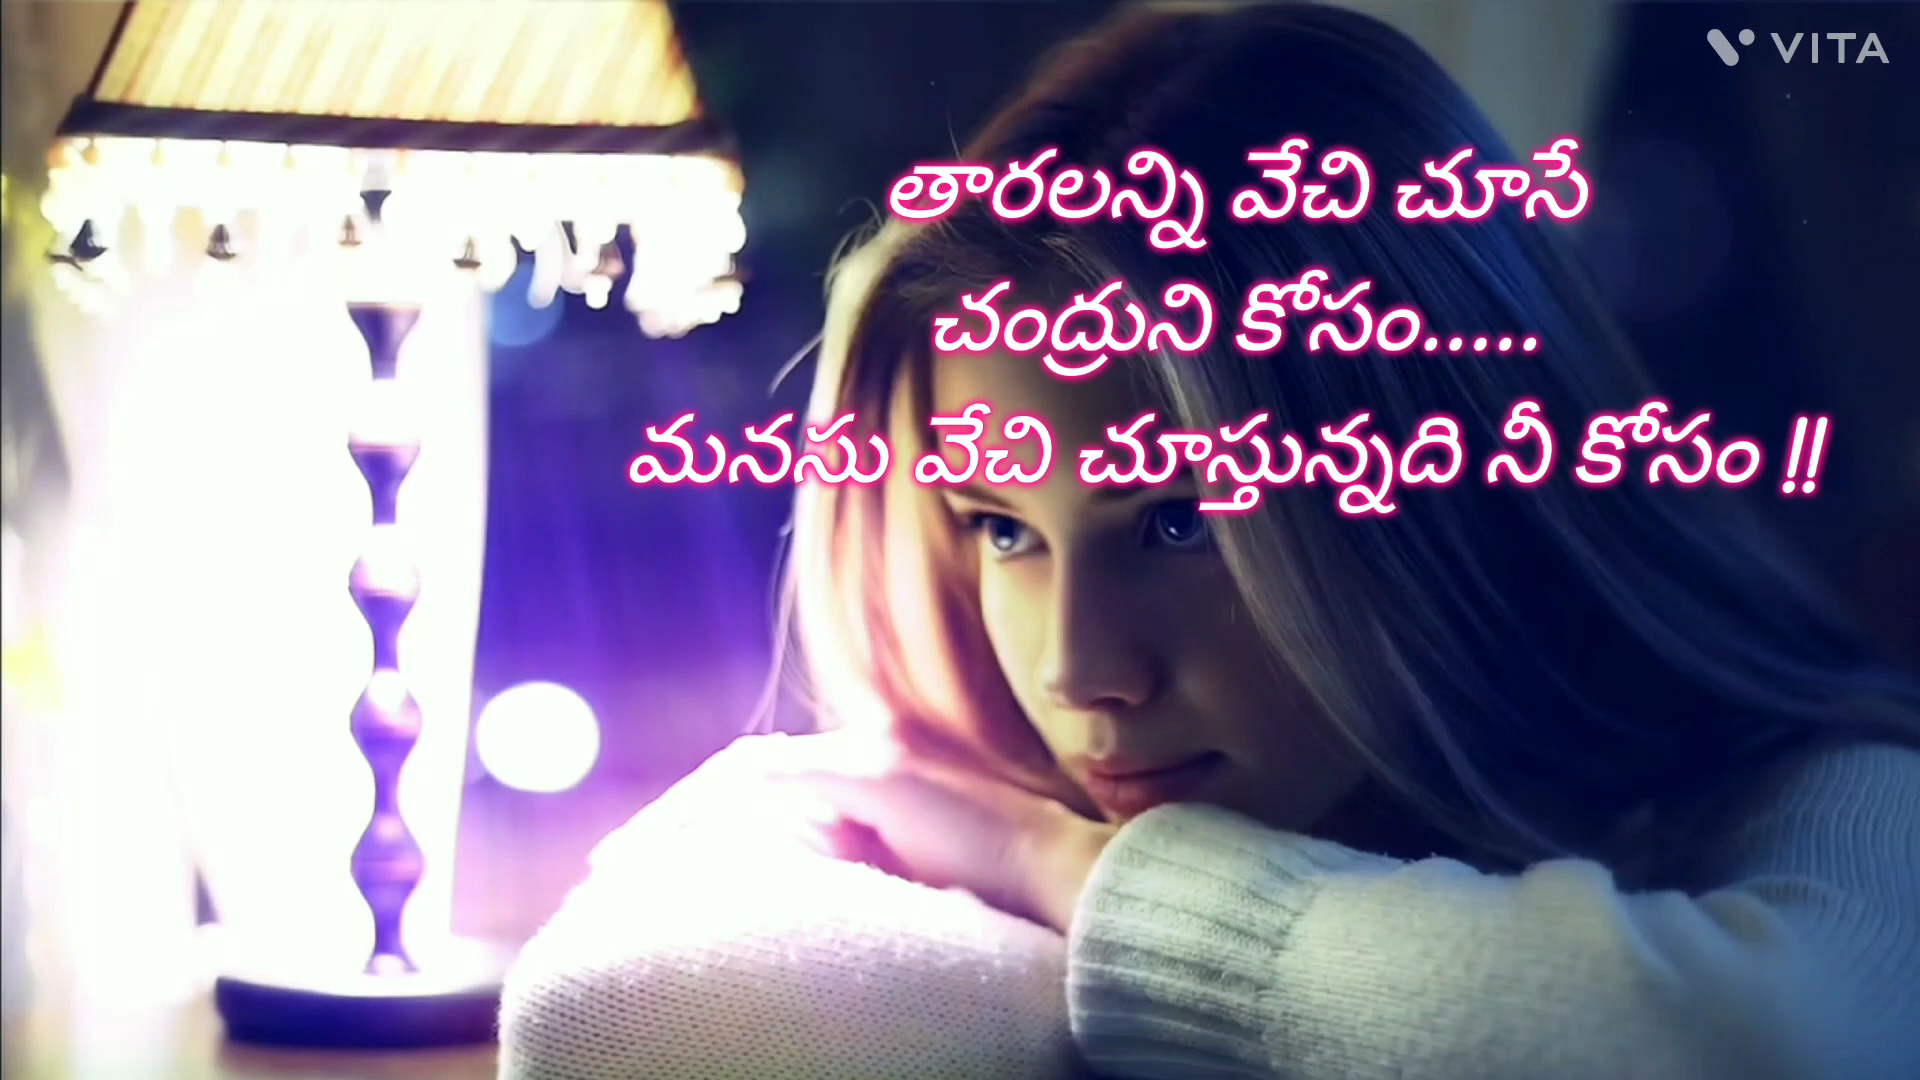 VITA
తారలన్ని వేచి చూసే
చంద్రుని కోసం.....
మనసు వేచి చూస్తున్నది నీ కోసం !!